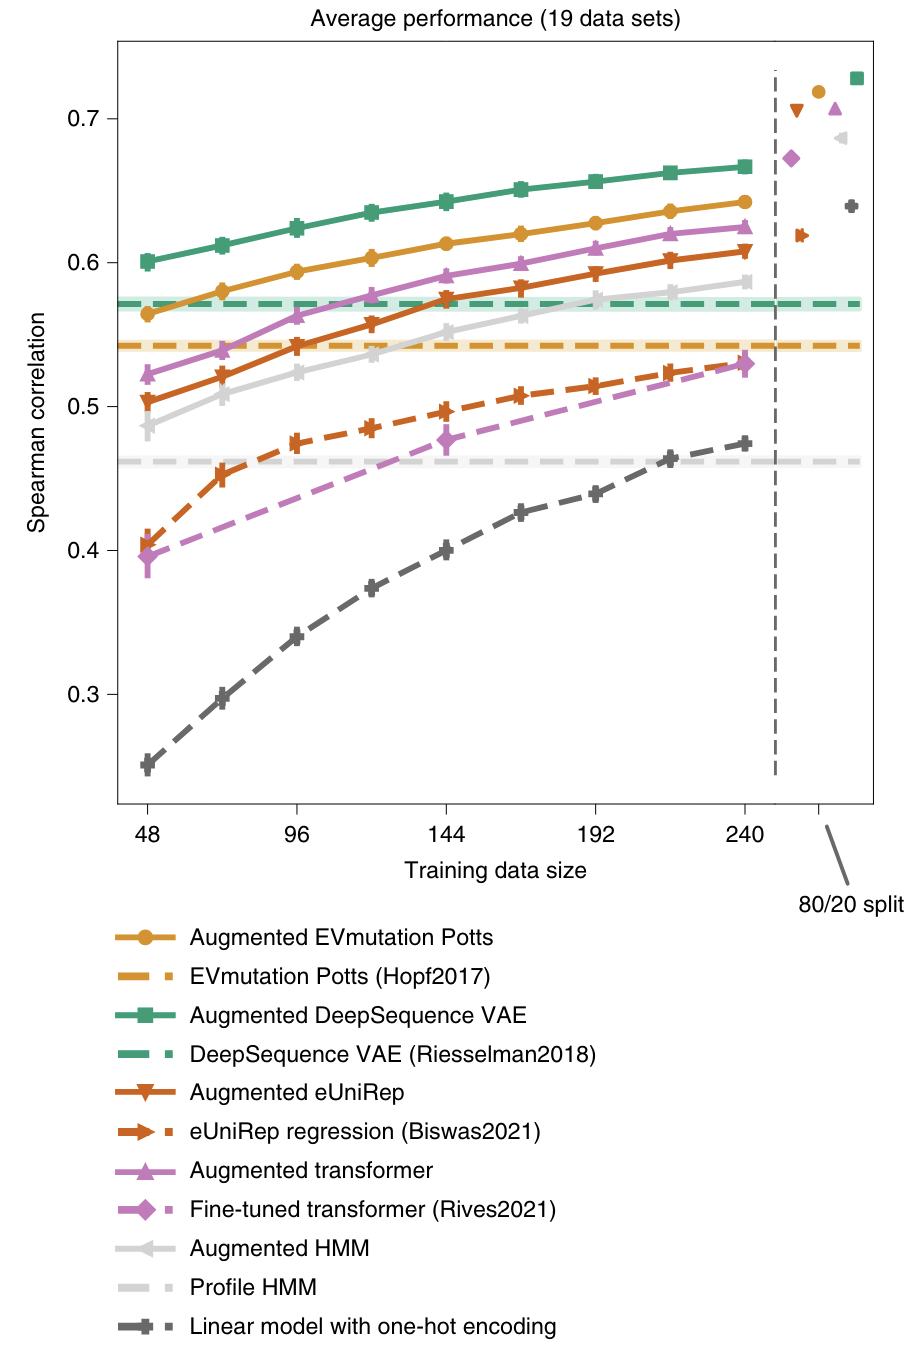 Average performance (19 data sets)
0.7
0.6
0.5
0.4
0.3
Spearman correlation
48 96 144 192 240
Training data size
80/20 split
Augmented EVmutation Potts
EVmutation Potts (Hopf2017)
Augmented DeepSequence VAE
DeepSequence VAE (Riesselman2018)
Augmented eUniRep
eUniRep regression (Biswas2021)
Augmented transformer
Fine-tuned transformer (Rives2021)
Augmented HMM
Profile HMM
Linear model with one-hot encoding